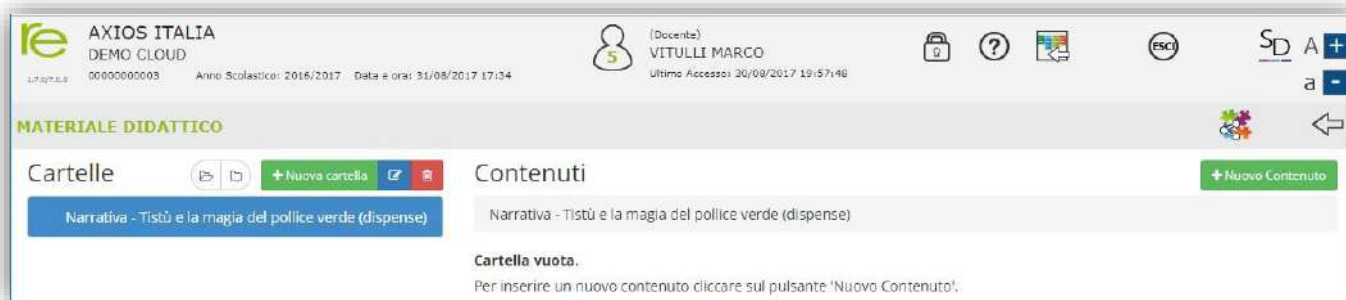 re
AXIOS ITALIA
DEMO CLOUD
00000000003 Anno Scolastico: 2016/2017 Data e ora: 31/08/2017 17:34
S
(Docente)
VITULLI MARCO
Ultimo Accesso: 30/08/2017 19:57:48
?
ESCI
SD
A +
a -
MATERIALE DIDATTICO
Cartelle
+ Nuova cartella
Narrativa - Tistù e la magia del pollice verde (dispense)
Contenuti
+ Nuovo Contenuto
Narrativa - Tistù e la magia del pollice verde (dispense)
Cartella vuota.
Per inserire un nuovo contenuto cliccare sul pulsante 'Nuovo Contenuto'.